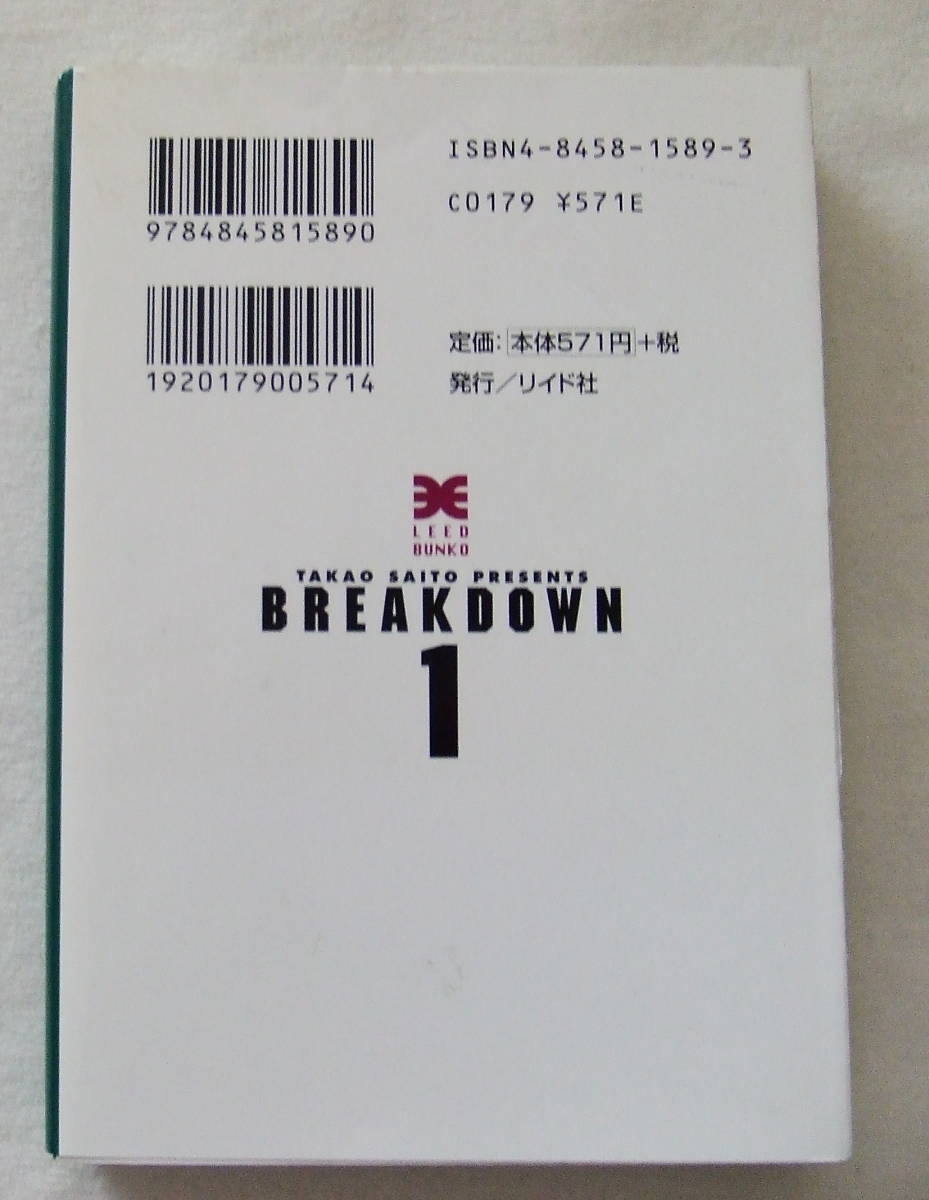 ISBN4-8458-1589-3
C0179 ¥571E
9784845815890
1920179005714
定価：本体571円+税
発行／リイド社
LEED
BUNKO
TAKAO SAITO PRESENTS
BREAKDOWN
1